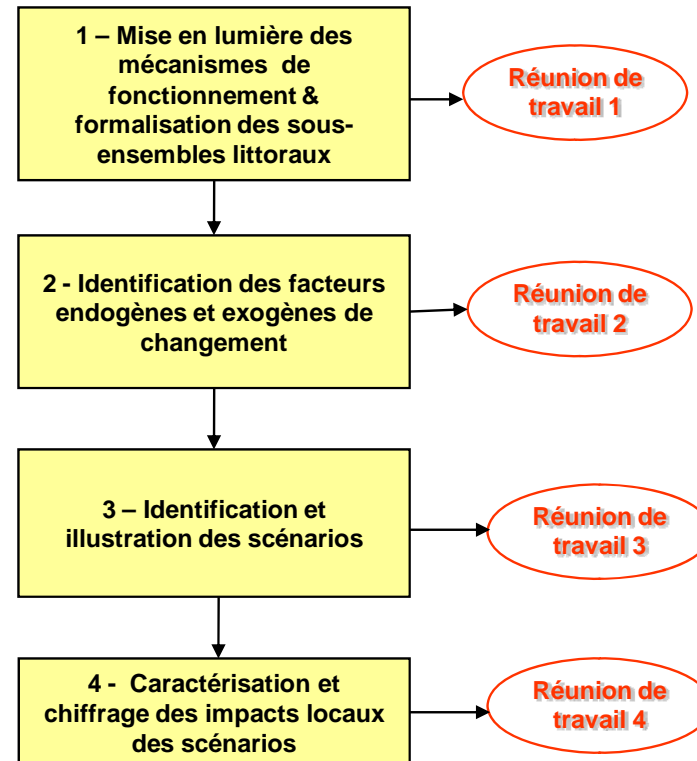 1 – Mise en lumière des
mécanismes de
fonctionnement &
formalisation des sous-
ensembles littoraux
Réunion de
travail 1
2 - Identification des facteurs
endogènes et exogènes de
changement
Réunion de
travail 2
3 – Identification et
illustration des scénarios
Réunion de
travail 3
4 - Caractérisation et
chiffrage des impacts locaux
des scénarios
Réunion de
travail 4